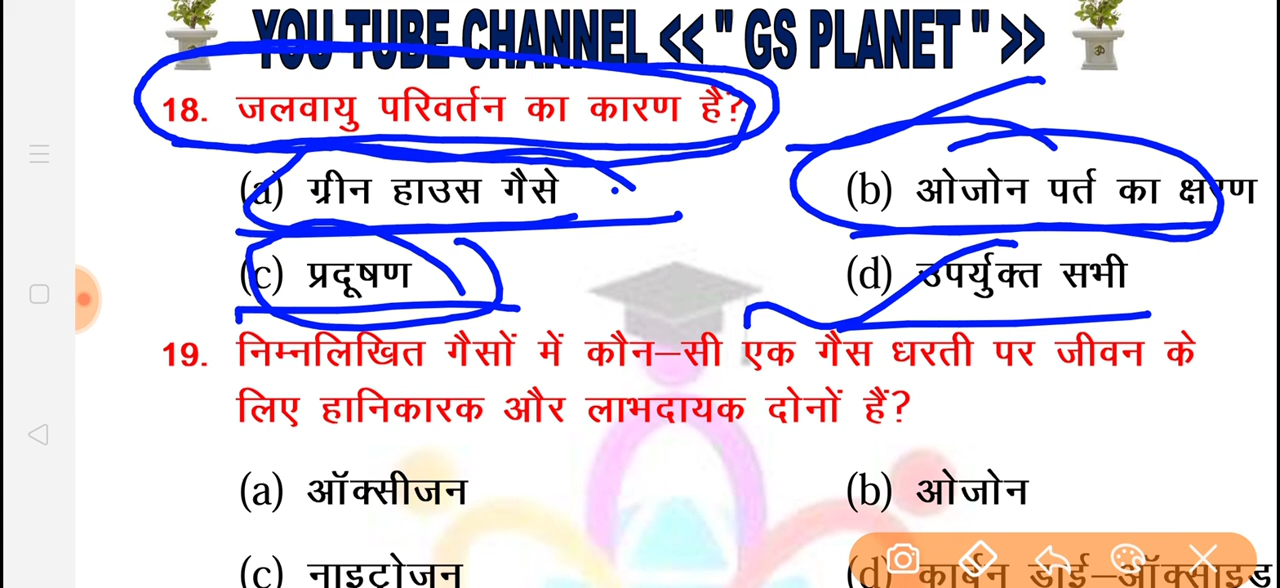 YOU TUBE CHANNEL << " GS PLANET " >>
18. जलवायु परिवर्तन का कारण है?
(a) ग्रीन हाउस गैसे (b) ओजोन पर्त का क्षरण
(c) प्रदूषण (d) उपर्युक्त सभी
19. निम्नलिखित गैसों में कौन–सी एक गैस धरती पर जीवन के
लिए हानिकारक और लाभदायक दोनों हैं?
(a) ऑक्सीजन (b) ओजोन
(c) नाइट्रोजन (d) कार्बन डाई–ऑक्साइड